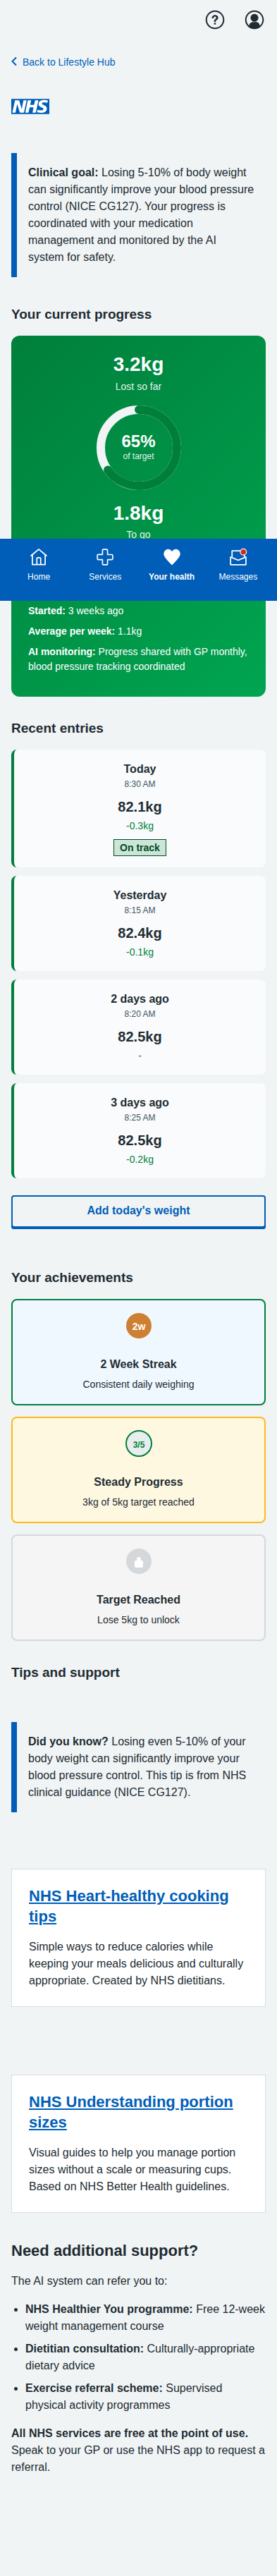 Back to Lifestyle Hub
NHS
Clinical goal: Losing 5-10% of body weight
can significantly improve your blood pressure
control (NICE CG127). Your progress is
coordinated with your medication
management and monitored by the AI
system for safety.
Your current progress
3.2kg
Lost so far
65%
of target
1.8kg
To go
Home
Services
Your health
Messages
Started: 3 weeks ago
Average per week: 1.1kg
AI monitoring: Progress shared with GP monthly,
blood pressure tracking coordinated
Recent entries
Today
8:30 AM
82.1kg
-0.3kg
On track
Yesterday
8:15 AM
82.4kg
-0.1kg
2 days ago
8:20 AM
82.5kg
-
3 days ago
8:25 AM
82.5kg
-0.2kg
Add today's weight
Your achievements
2w
2 Week Streak
Consistent daily weighing
3/5
Steady Progress
3kg of 5kg target reached
Target Reached
Lose 5kg to unlock
Tips and support
Did you know? Losing even 5-10% of your
body weight can significantly improve your
blood pressure control. This tip is from NHS
clinical guidance (NICE CG127).
NHS Heart-healthy cooking
tips
Simple ways to reduce calories while
keeping your meals delicious and culturally
appropriate. Created by NHS dietitians.
NHS Understanding portion
sizes
Visual guides to help you manage portion
sizes without a scale or measuring cups.
Based on NHS Better Health guidelines.
Need additional support?
The AI system can refer you to:
• NHS Healthier You programme: Free 12-week
weight management course
• Dietitian consultation: Culturally-appropriate
dietary advice
• Exercise referral scheme: Supervised
physical activity programmes
All NHS services are free at the point of use.
Speak to your GP or use the NHS app to request a
referral.